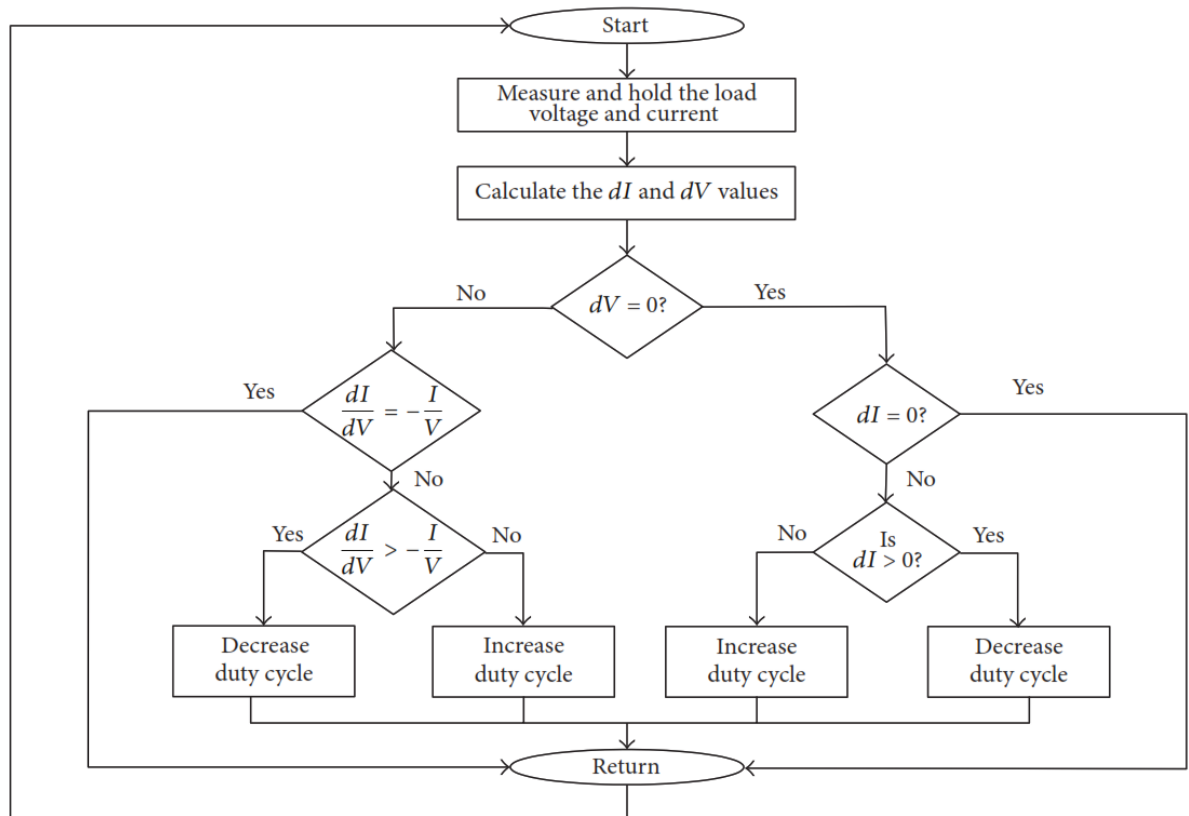 Start
Measure and hold the load
voltage and current
Calculate the dI and dV values
dV = 0?
No
Yes
Yes
dI/dV = −I/V
No
dI = 0?
Yes
No
Yes
dI/dV > −I/V
No
No
Is
dI > 0?
Yes
Decrease
duty cycle
Increase
duty cycle
Increase
duty cycle
Decrease
duty cycle
Return